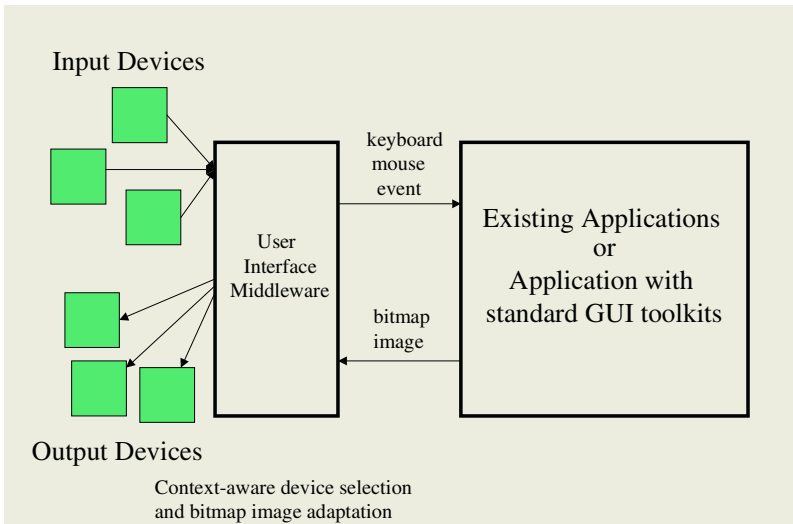 Input Devices
keyboard
mouse
event
User
Interface
Middleware
Existing Applications
or
Application with
standard GUI toolkits
bitmap
image
Output Devices
Context-aware device selection
and bitmap image adaptation